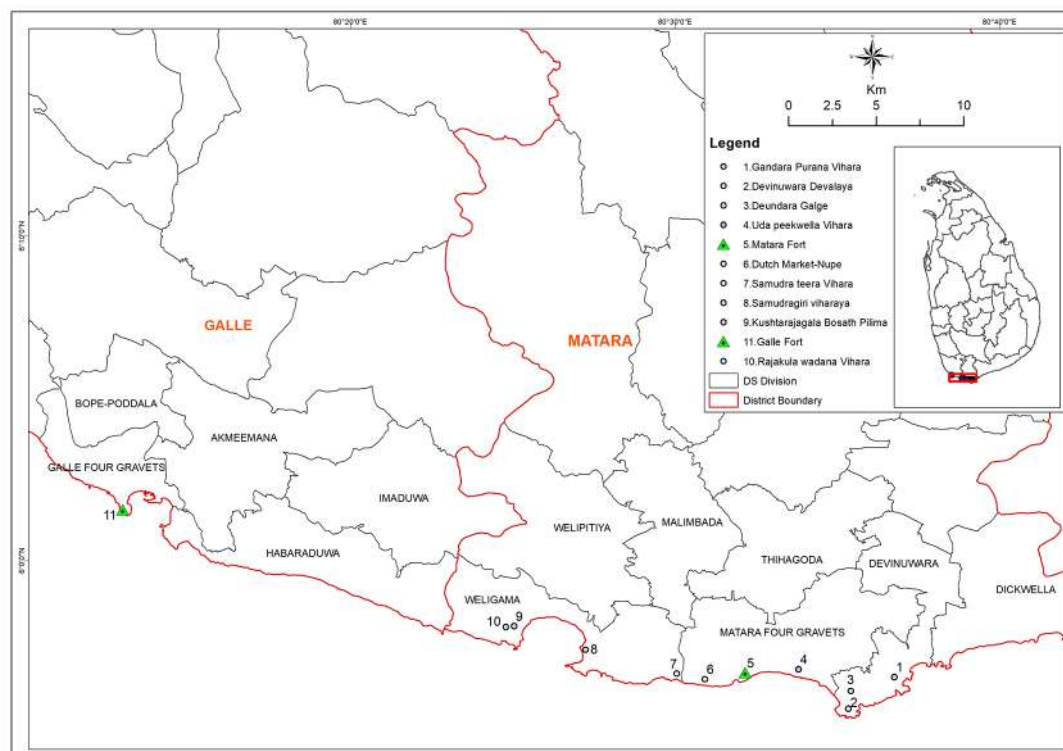 80°20'0"E
80°30'0"E
80°40'0"E
Km
0 2.5 5 10
Legend
1.Gandara Purana Vihara
2.Devinuwara Devalaya
3.Deundara Galge
4.Uda peekwella Vihara
5.Matara Fort
6.Dutch Market-Nupe
7.Samudra teera Vihara
8.Samudragiri viharaya
9.Kushtarajagala Bosath Pilima
11.Galle Fort
10.Rajakula wadana Vihara
DS Division
District Boundary
6°10'0"N
GALLE
MATARA
BOPE-PODDALA
AKMEEMANA
GALLE FOUR GRAVETS
IMADUWA
11
WELIPITIYA
MALIMBADA
HABARADUWA
THIHAGODA
DEVINUWARA
6°0'0"N
DICKWELLA
WELIGAMA
10 9
MATARA FOUR GRAVETS
8
7
6
5
4
3
2
1